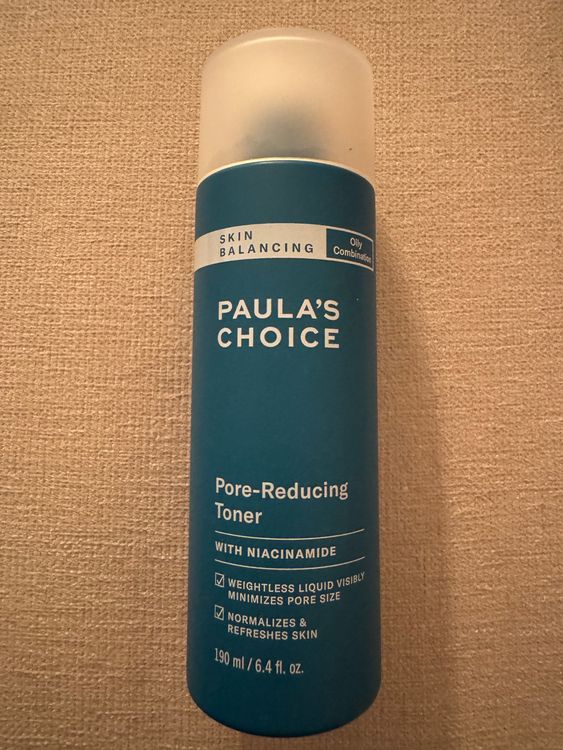 SKIN
BALANCING
Oily
Combination
PAULA'S
CHOICE
Pore-Reducing
Toner
WITH NIACINAMIDE
WEIGHTLESS LIQUID VISIBLY
MINIMIZES PORE SIZE
NORMALIZES &
REFRESHES SKIN
190 ml / 6.4 fl. oz.